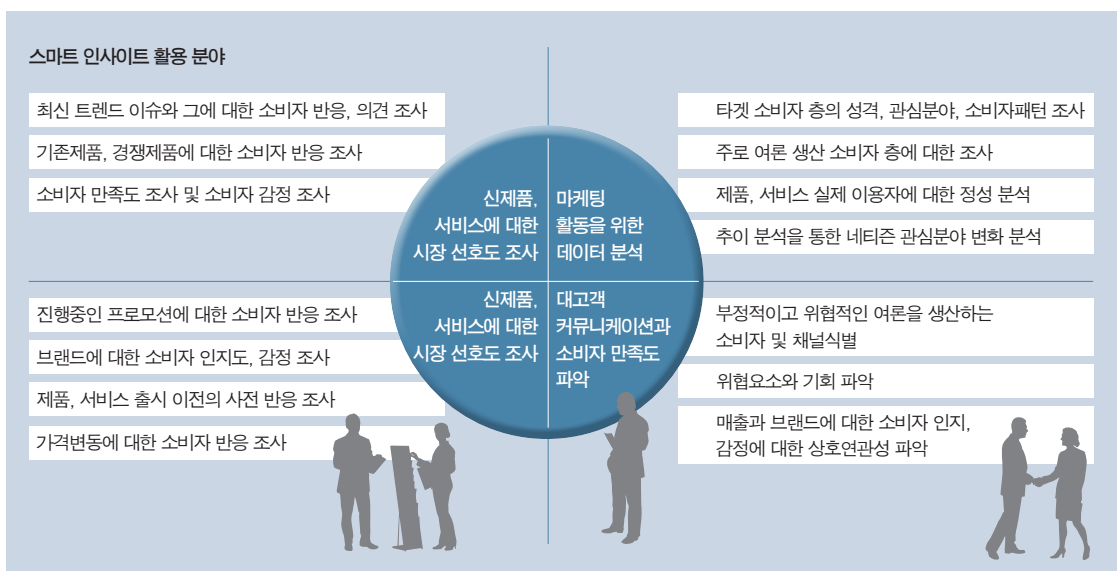 스마트 인사이트 활용 분야
최신 트렌드 이슈와 그에 대한 소비자 반응, 의견 조사
기존제품, 경쟁제품에 대한 소비자 반응 조사
소비자 만족도 조사 및 소비자 감정 조사
신제품,
서비스에 대한
시장 선호도 조사
마케팅
활동을 위한
데이터 분석
타겟 소비자 층의 성격, 관심분야, 소비자패턴 조사
주로 여론 생산 소비자 층에 대한 조사
제품, 서비스 실제 이용자에 대한 정성 분석
추이 분석을 통한 네티즌 관심분야 변화 분석
진행중인 프로모션에 대한 소비자 반응 조사
브랜드에 대한 소비자 인지도, 감정 조사
제품, 서비스 출시 이전의 사전 반응 조사
가격변동에 대한 소비자 반응 조사
신제품,
서비스에 대한
시장 선호도 조사
대고객
커뮤니케이션과
소비자 만족도
파악
부정적이고 위협적인 여론을 생산하는
소비자 및 채널식별
위협요소와 기회 파악
매출과 브랜드에 대한 소비자 인지,
감정에 대한 상호연관성 파악